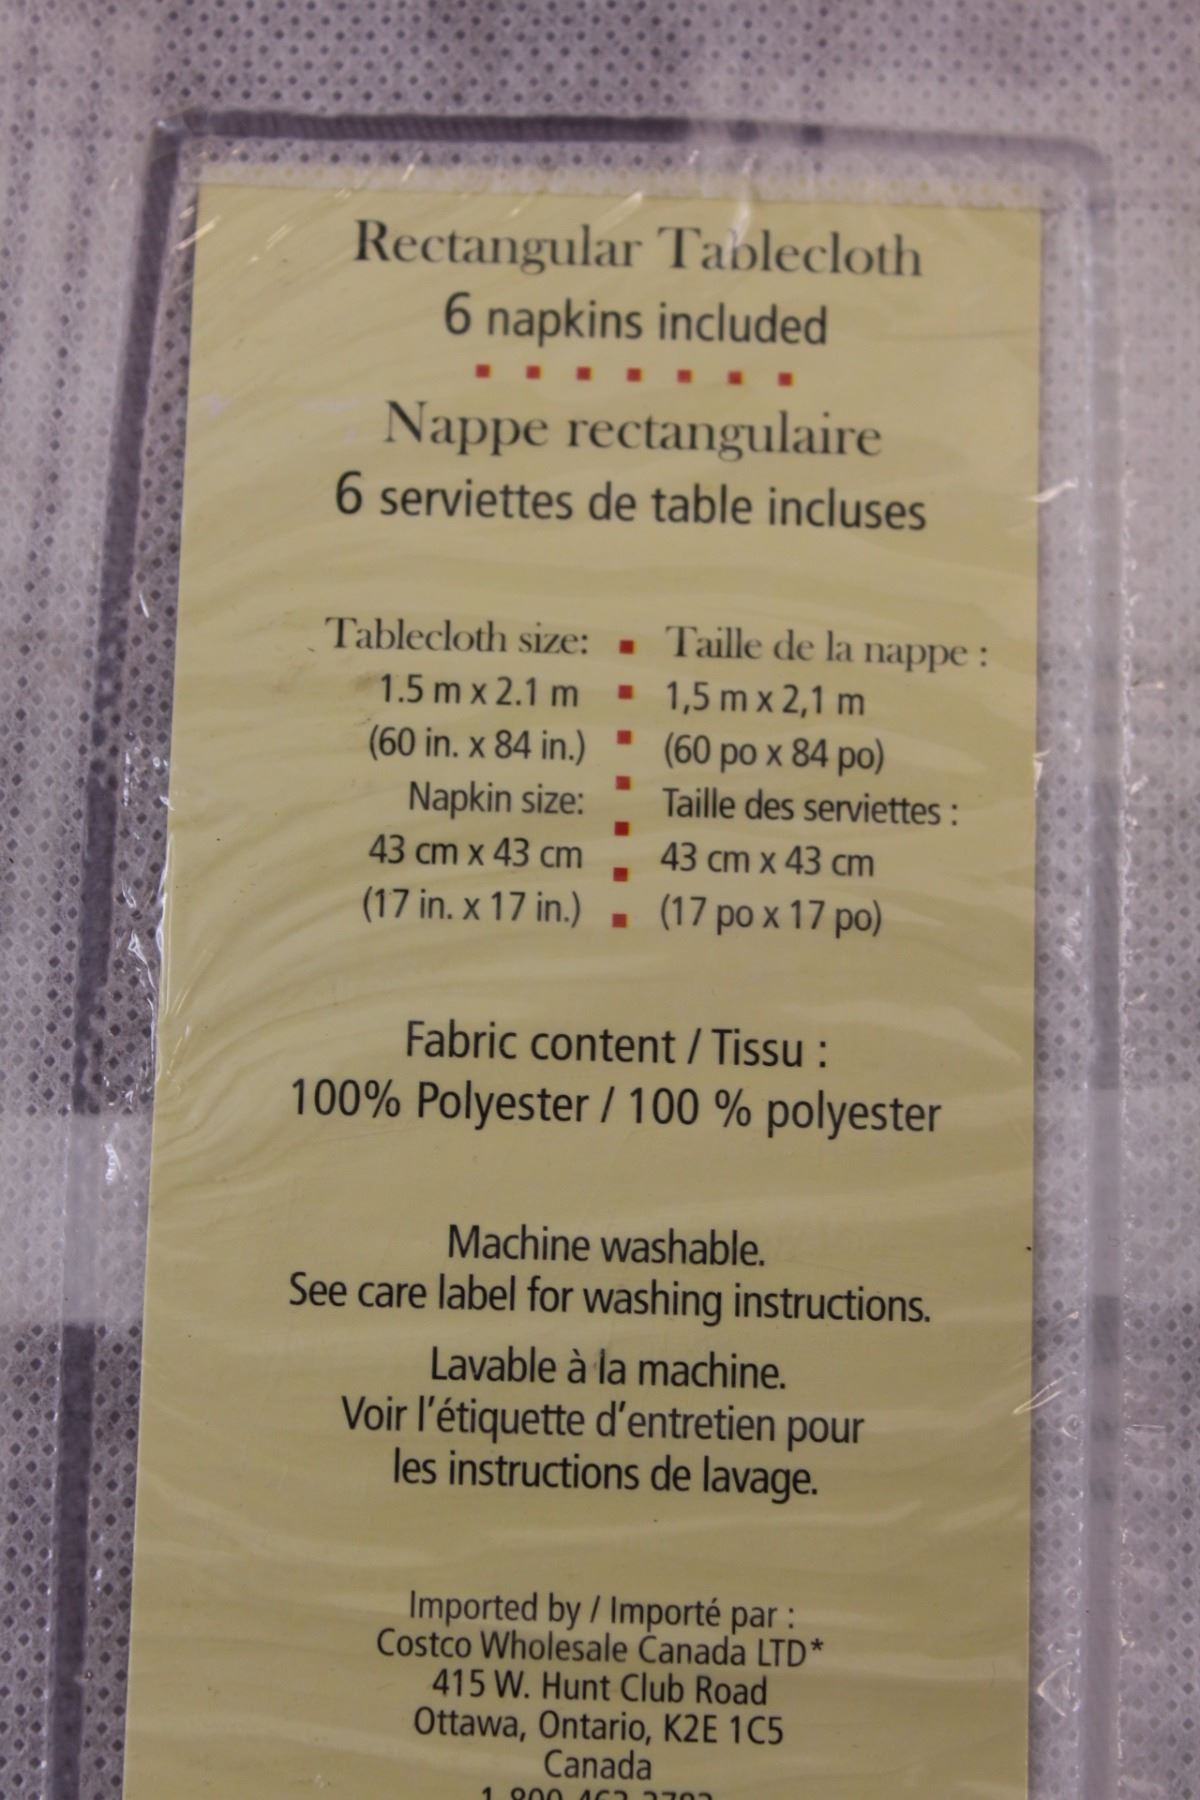 Rectangular Tablecloth
6 napkins included
Nappe rectangulaire
6 serviettes de table incluses
Tablecloth size:
1.5 m x 2.1 m
(60 in. x 84 in.)
Napkin size:
43 cm x 43 cm
(17 in. x 17 in.)
Taille de la nappe :
1,5 m x 2,1 m
(60 po x 84 po)
Taille des serviettes :
43 cm x 43 cm
(17 po x 17 po)
Fabric content / Tissu :
100% Polyester / 100 % polyester
Machine washable.
See care label for washing instructions.
Lavable à la machine.
Voir l'étiquette d'entretien pour
les instructions de lavage.
Imported by / Importé par :
Costco Wholesale Canada LTD*
415 W. Hunt Club Road
Ottawa, Ontario, K2E 1C5
Canada